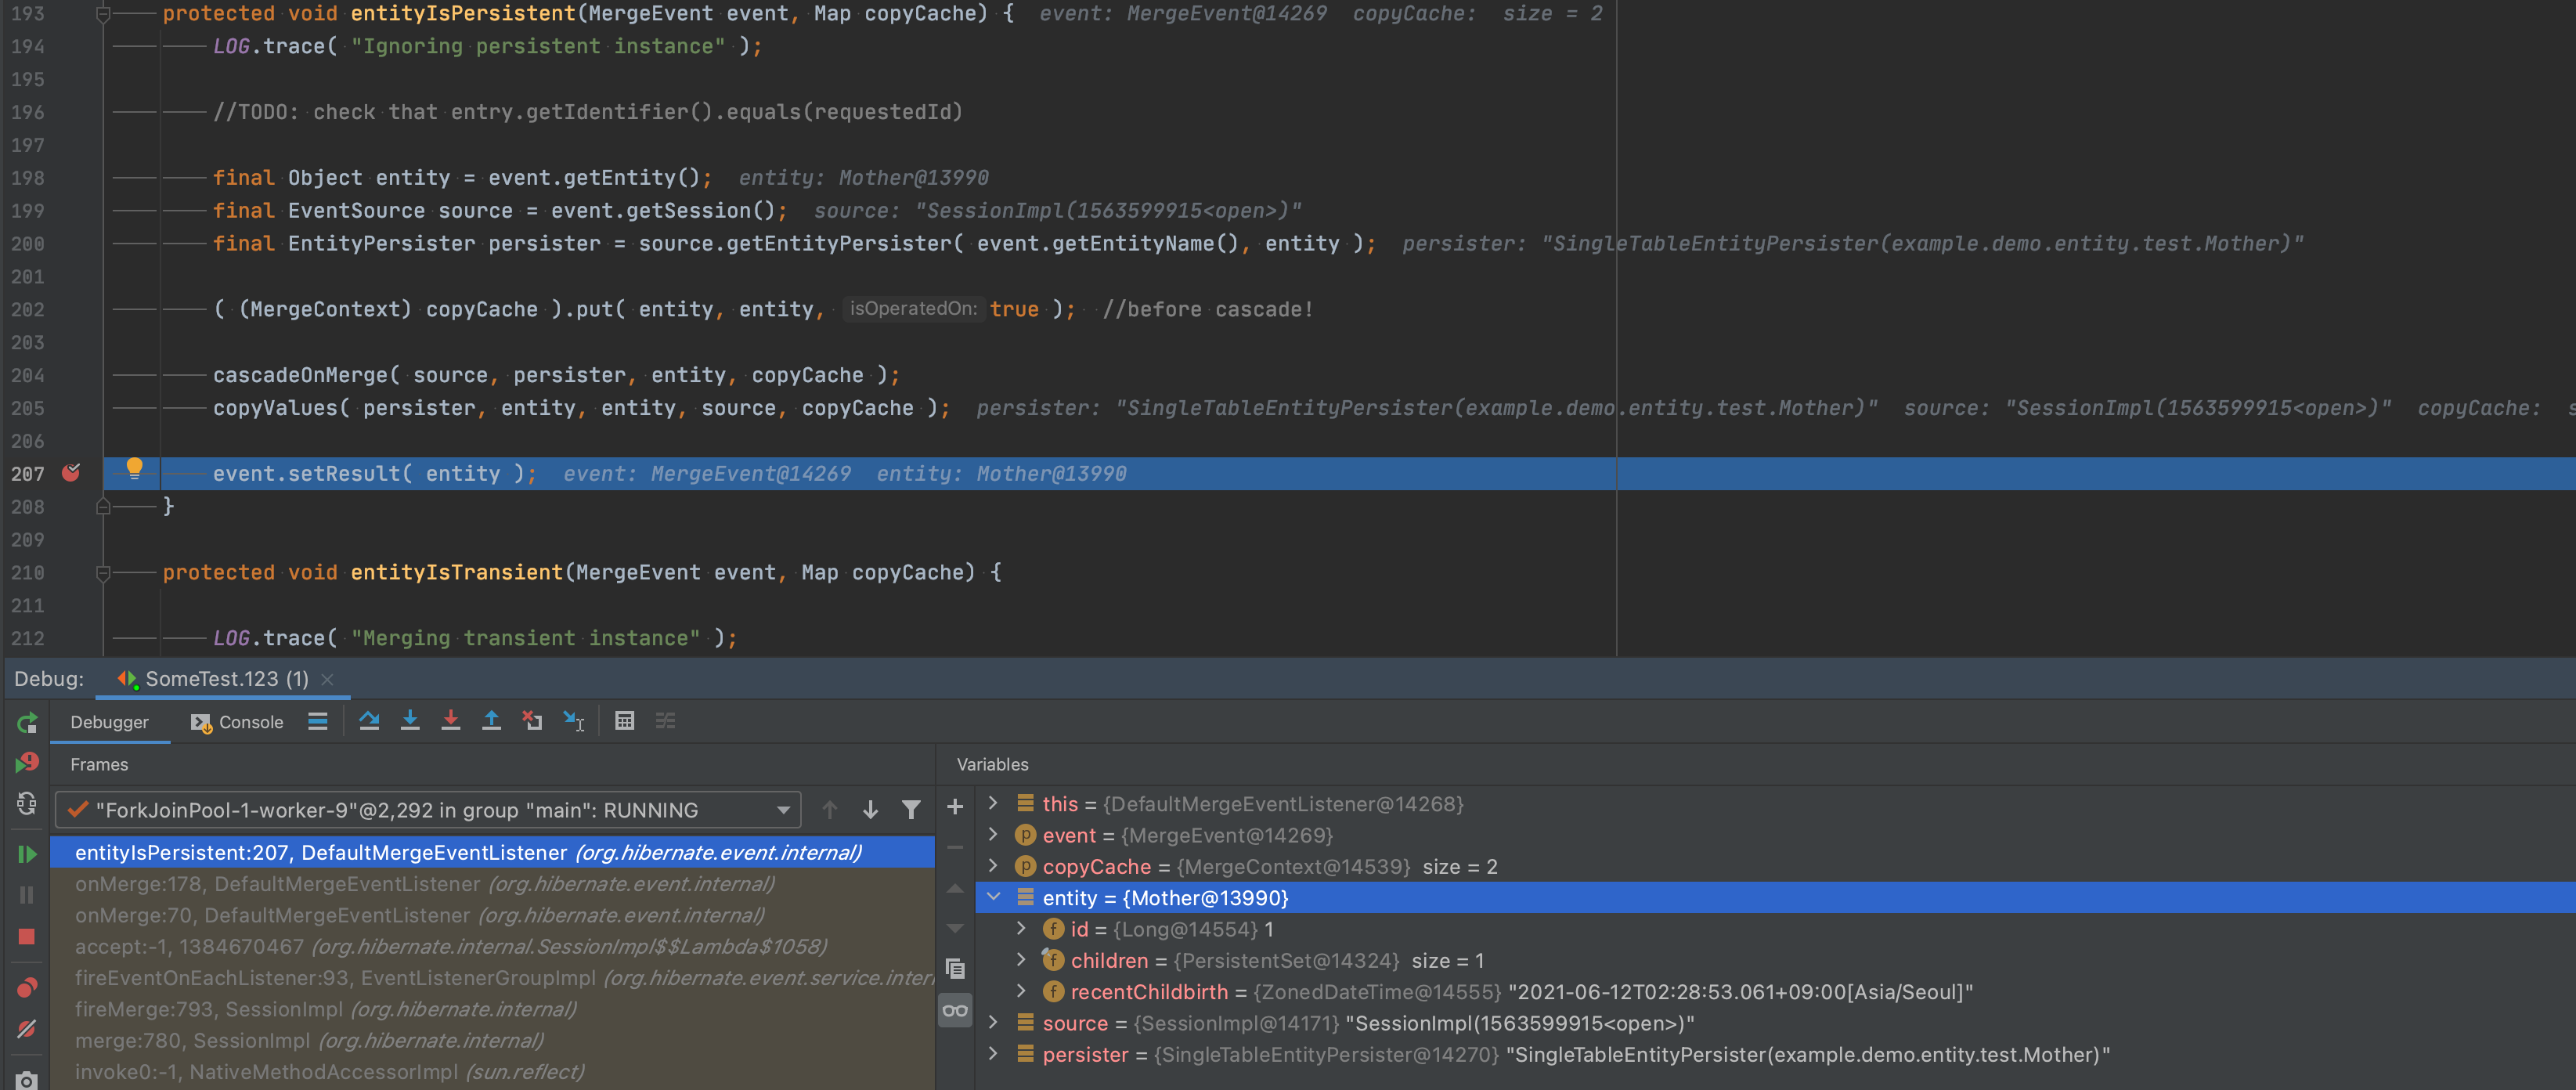 193 protected void entityIsPersistent(MergeEvent event, Map copyCache) { event: MergeEvent@14269 copyCache: size = 2
194 LOG.trace( "Ignoring persistent instance" );
195
196 //TODO: check that entry.getIdentifier().equals(requestedId)
197
198 final Object entity = event.getEntity(); entity: Mother@13990
199 final EventSource source = event.getSession(); source: "SessionImpl(1563599915<open>)"
200 final EntityPersister persister = source.getEntityPersister( event.getEntityName(), entity ); persister: "SingleTableEntityPersister(example.demo.entity.test.Mother)"
201
202 ( (MergeContext) copyCache ).put( entity, entity, isOperatedOn: true ); //before cascade!
203
204 cascadeOnMerge( source, persister, entity, copyCache );
205 copyValues( persister, entity, entity, source, copyCache ); persister: "SingleTableEntityPersister(example.demo.entity.test.Mother)" source: "SessionImpl(1563599915<open>)" copyCache: s
206
207 event.setResult( entity ); event: MergeEvent@14269 entity: Mother@13990
208 }
209
210 protected void entityIsTransient(MergeEvent event, Map copyCache) {
211
212 LOG.trace( "Merging transient instance" );
Debug: SomeTest.123 (1)
Debugger Console
Frames
"ForkJoinPool-1-worker-9"@2,292 in group "main": RUNNING
entityIsPersistent:207, DefaultMergeEventListener (org.hibernate.event.internal)
onMerge:178, DefaultMergeEventListener (org.hibernate.event.internal)
onMerge:70, DefaultMergeEventListener (org.hibernate.event.internal)
accept:-1, 1384670467 (org.hibernate.internal.SessionImpl$$Lambda$1058)
fireEventOnEachListener:93, EventListenerGroupImpl (org.hibernate.event.service.intern
fireMerge:793, SessionImpl (org.hibernate.internal)
merge:780, SessionImpl (org.hibernate.internal)
invoke0:-1, NativeMethodAccessorImpl (sun.reflect)
Variables
this = {DefaultMergeEventListener@14268}
p event = {MergeEvent@14269}
p copyCache = {MergeContext@14539} size = 2
entity = {Mother@13990}
f id = {Long@14554} 1
f children = {PersistentSet@14324} size = 1
f recentChildbirth = {ZonedDateTime@14555} "2021-06-12T02:28:53.061+09:00[Asia/Seoul]"
source = {SessionImpl@14171} "SessionImpl(1563599915<open>)"
persister = {SingleTableEntityPersister@14270} "SingleTableEntityPersister(example.demo.entity.test.Mother)"